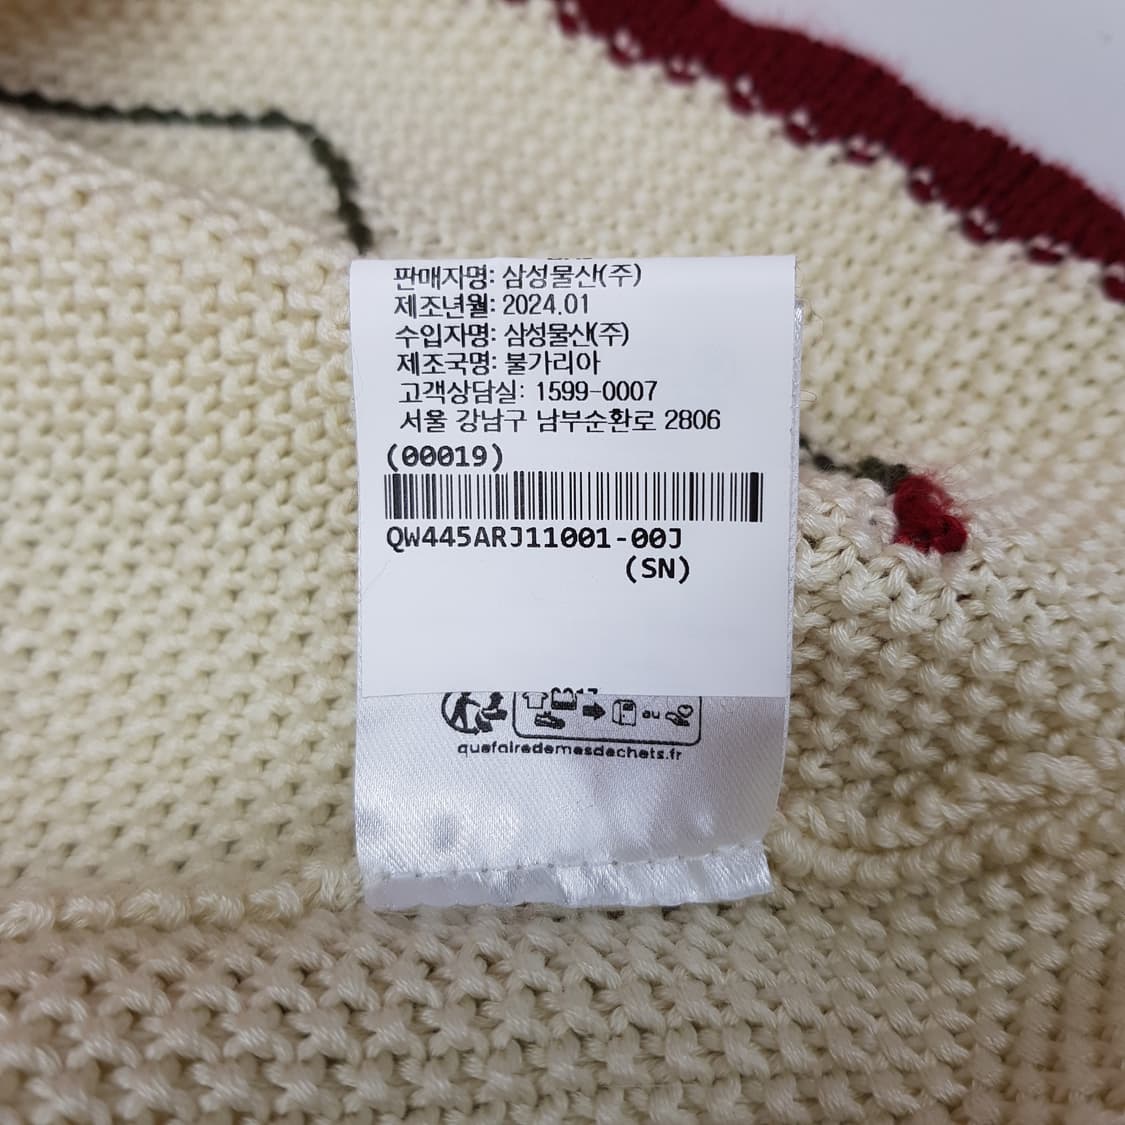 판매자명: 삼성물산(주)
제조년월: 2024.01
수입자명: 삼성물산(주)
제조국명: 불가리아
고객상담실: 1599-0007
서울 강남구 남부순환로 2806
(00019)
QW445ARJ11001-00J
(SN)
ou
quefairedemesdechets.fr